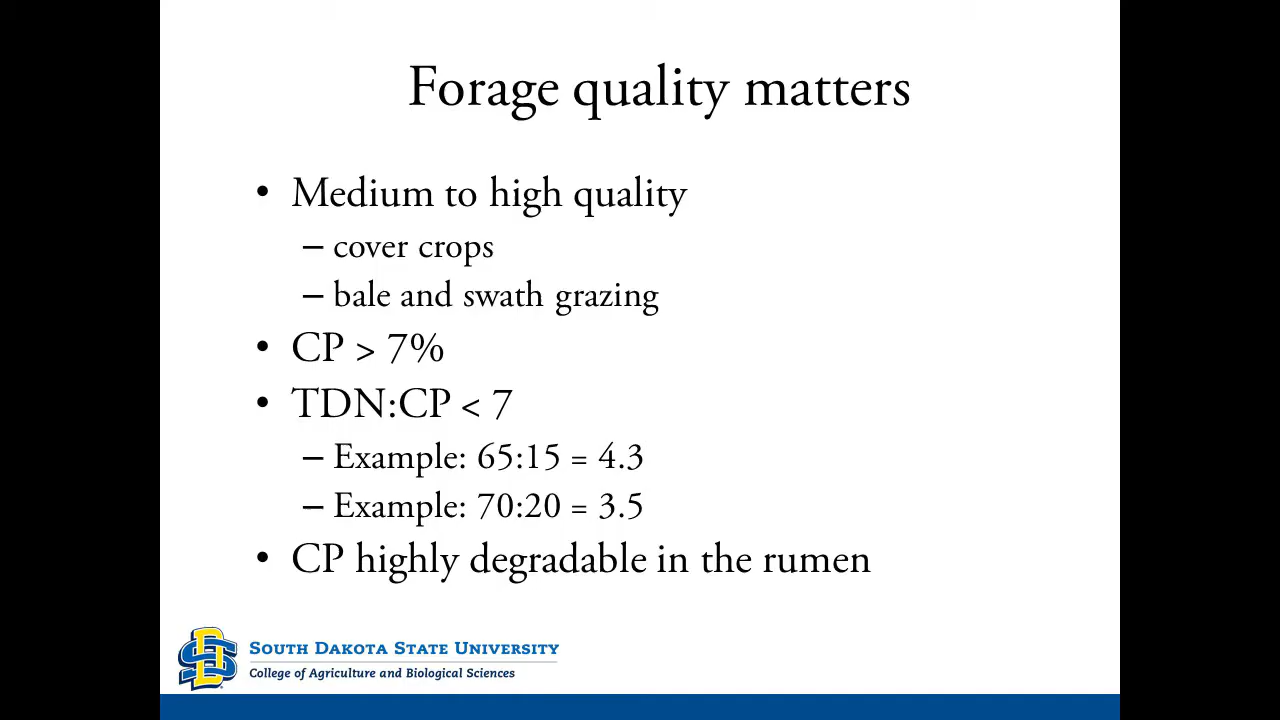 Forage quality matters
• Medium to high quality
– cover crops
– bale and swath grazing
• CP > 7%
• TDN:CP < 7
– Example: 65:15 = 4.3
– Example: 70:20 = 3.5
• CP highly degradable in the rumen
South Dakota State University
College of Agriculture and Biological Sciences